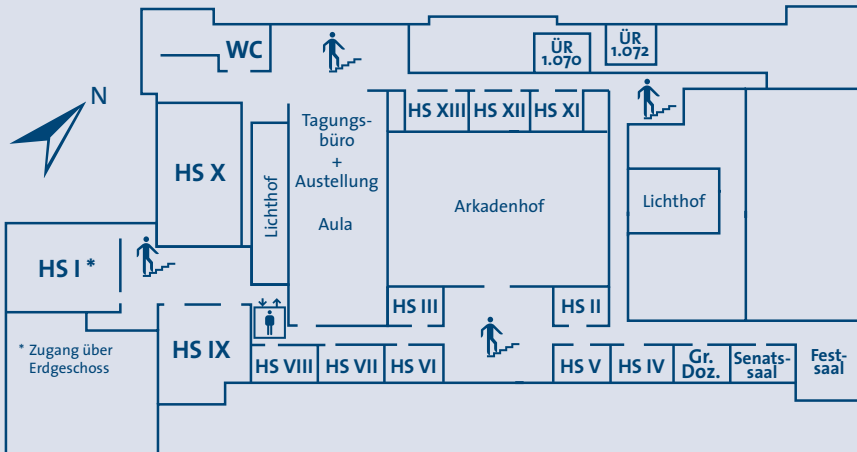 WC
ÜR
1.070
ÜR
1.072
N
HS XIII
HS XII
HS XI
Tagungs-
büro
+
Austellung
Aula
HS X
Lichthof
Arkadenhof
Lichthof
HS I *
HS III
HS II
* Zugang über
Erdgeschoss
HS IX
HS VIII
HS VII
HS VI
HS V
HS IV
Gr.
Doz.
Senats-
saal
Fest-
saal